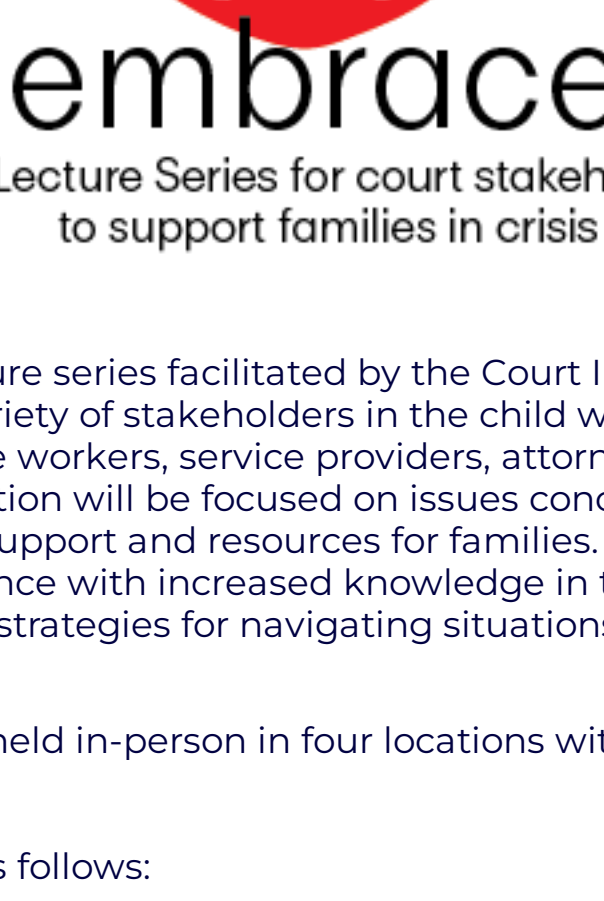 embrace
Lecture Series for court stakeh
to support families in crisis
ure series facilitated by the Court I
riety of stakeholders in the child w
e workers, service providers, attorn
tion will be focused on issues conc
upport and resources for families.
nce with increased knowledge in t
strategies for navigating situations
held in-person in four locations wit
s follows: